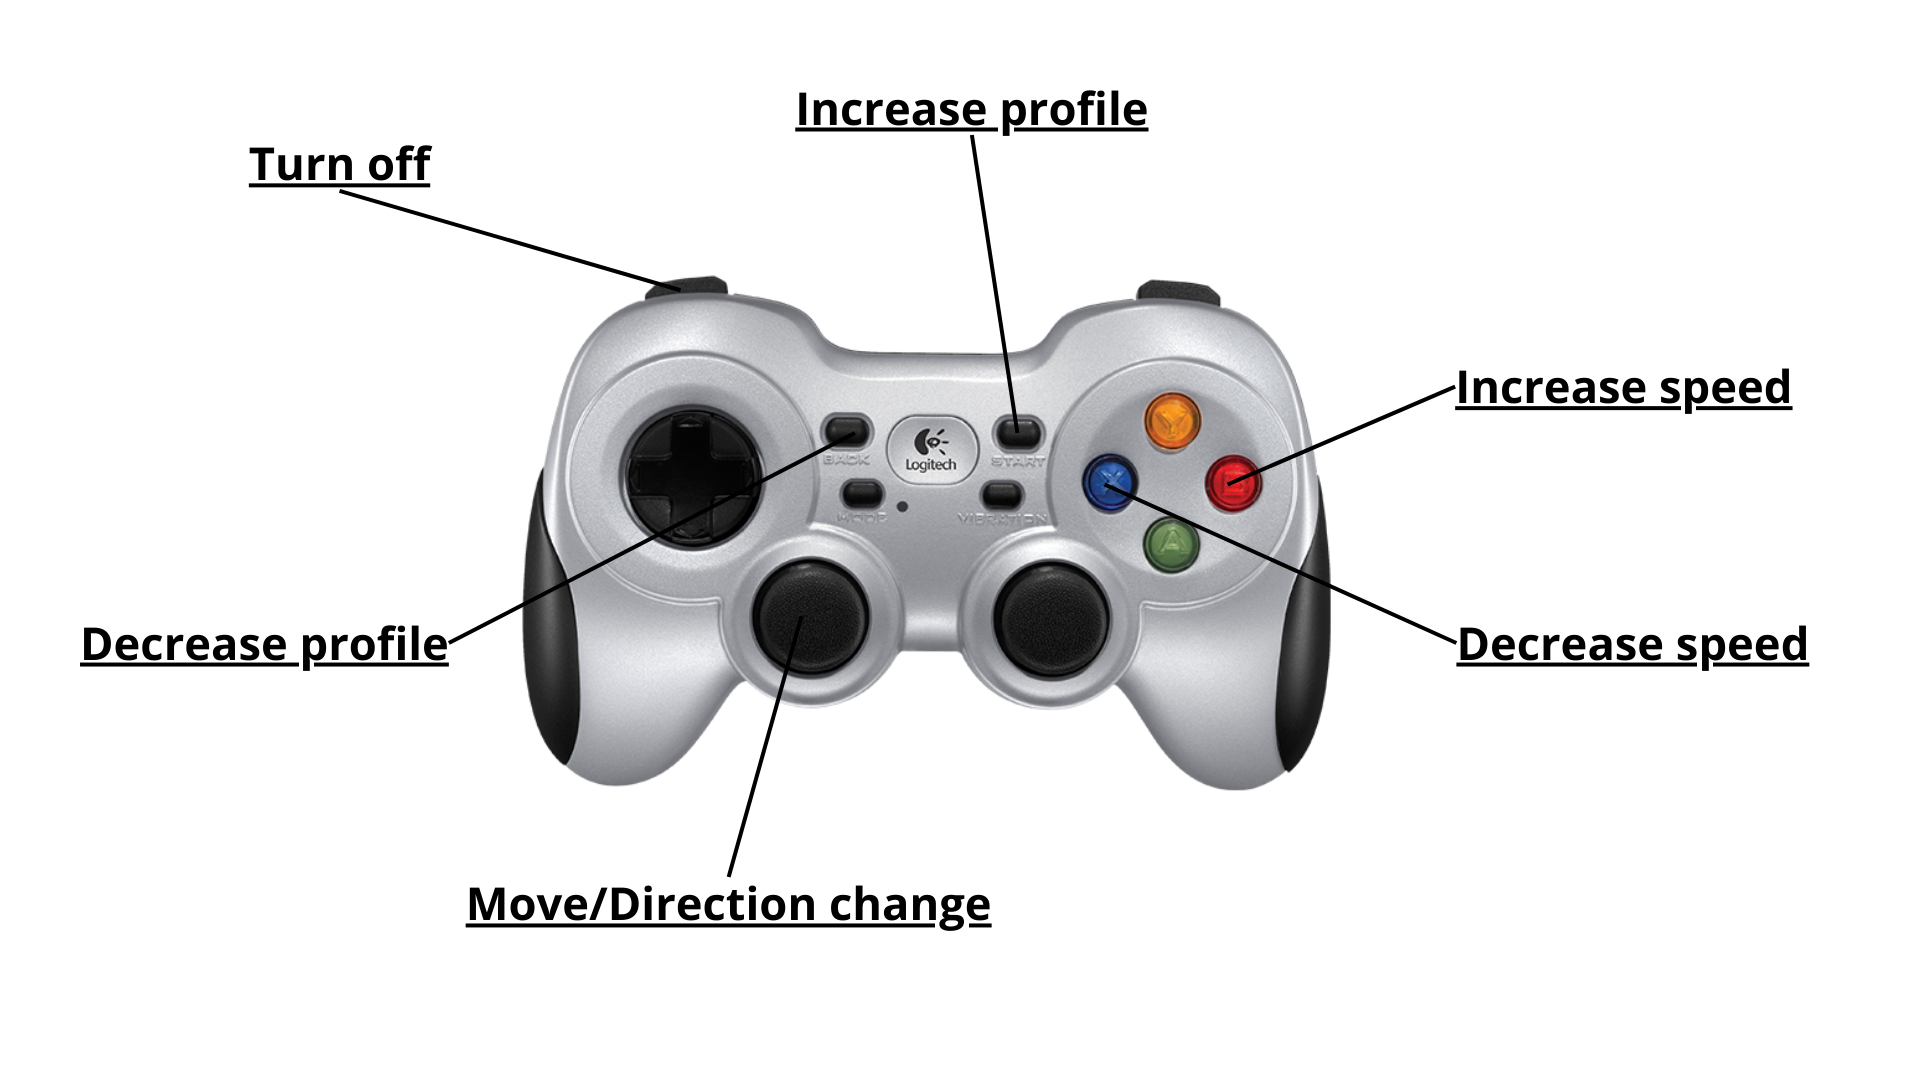 Increase profile
Turn off
Increase speed
BACK
Logitech
START
Y
X
B
MODE
VIBRATION
A
Decrease profile
Decrease speed
Move/Direction change